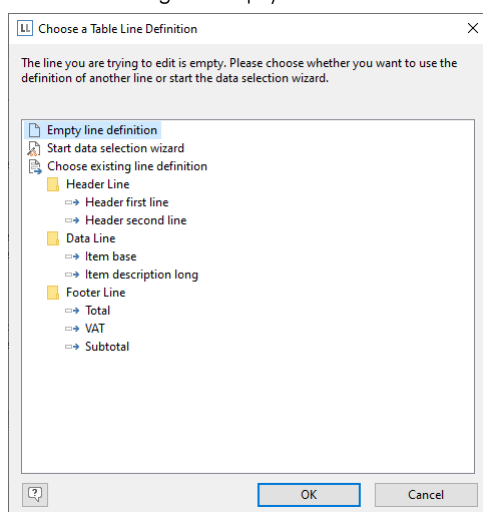 LL Choose a Table Line Definition
The line you are trying to edit is empty. Please choose whether you want to use the
definition of another line or start the data selection wizard.
Empty line definition
Start data selection wizard
Choose existing line definition
Header Line
Header first line
Header second line
Data Line
Item base
Item description long
Footer Line
Total
VAT
Subtotal
?
OK
Cancel